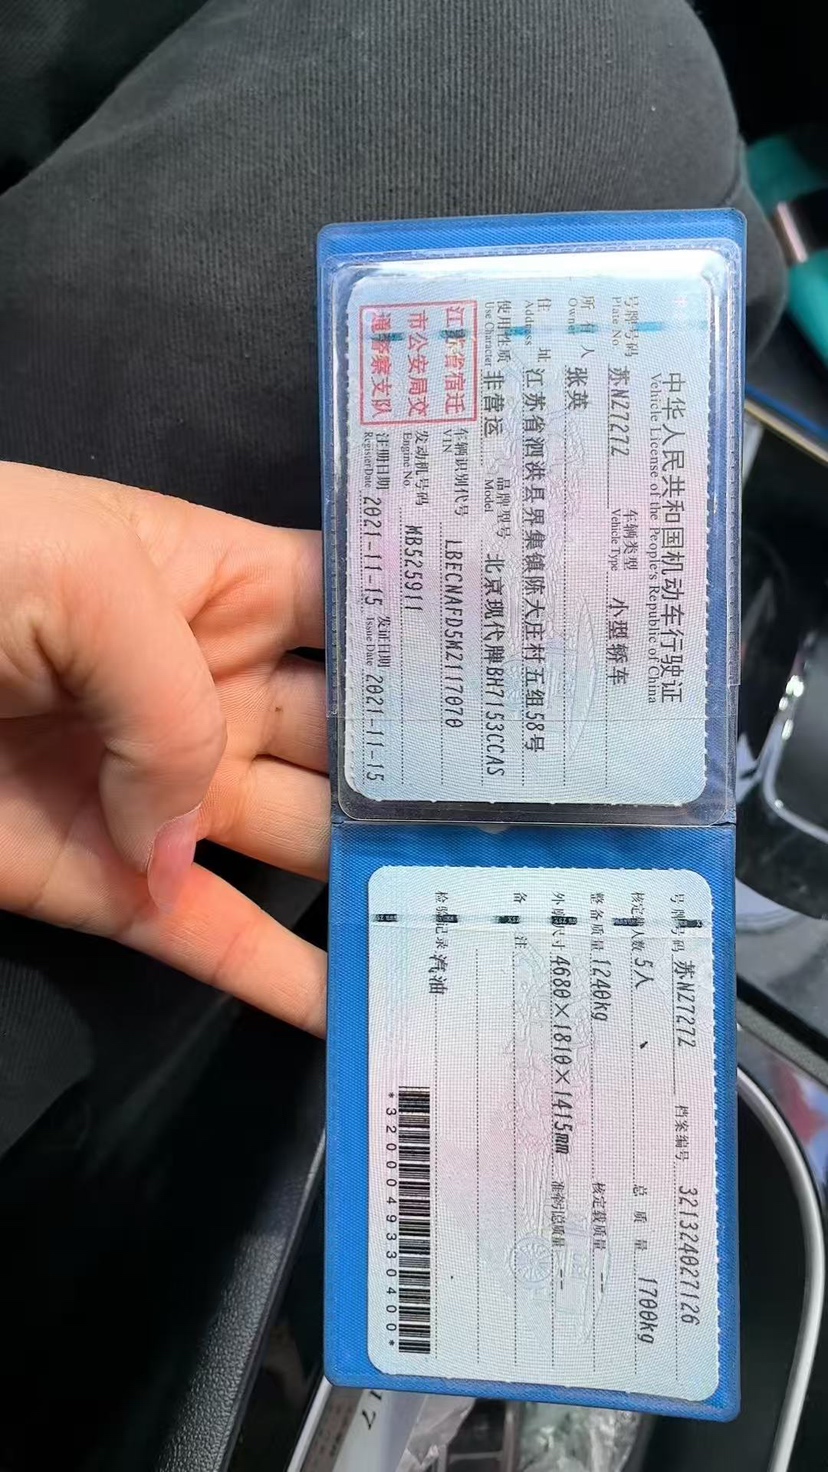 中华人民共和国机动车行驶证
Vehicle License of the People's Republic of China
号牌号码 苏NZ7272 车辆类型 小型轿车
Plate No. Vehicle Type
所有人 张英
Owner
住址 江苏省泗洪县界集镇陈大庄村五组58号
Address
使用性质 非营运 品牌型号 北京现代牌BH7153CCAS
Use Character Model
江苏省宿迁
市公安局交
通警察支队
车辆识别代号 LBECNAFD5MZ117070
VIN
发动机号码 MB525911
Engine No.
注册日期 2021-11-15 发证日期 2021-11-15
Register Date Issue Date
号牌号码 苏NZ7272 档案编号 321324027126
核定载人数 5人 总质量 1700kg
整备质量 1240kg 核定载质量 --
外廓尺寸 4680×1810×1415mm 准牵引总质量 --
备注
检验记录 汽油
*3200049330400*
17